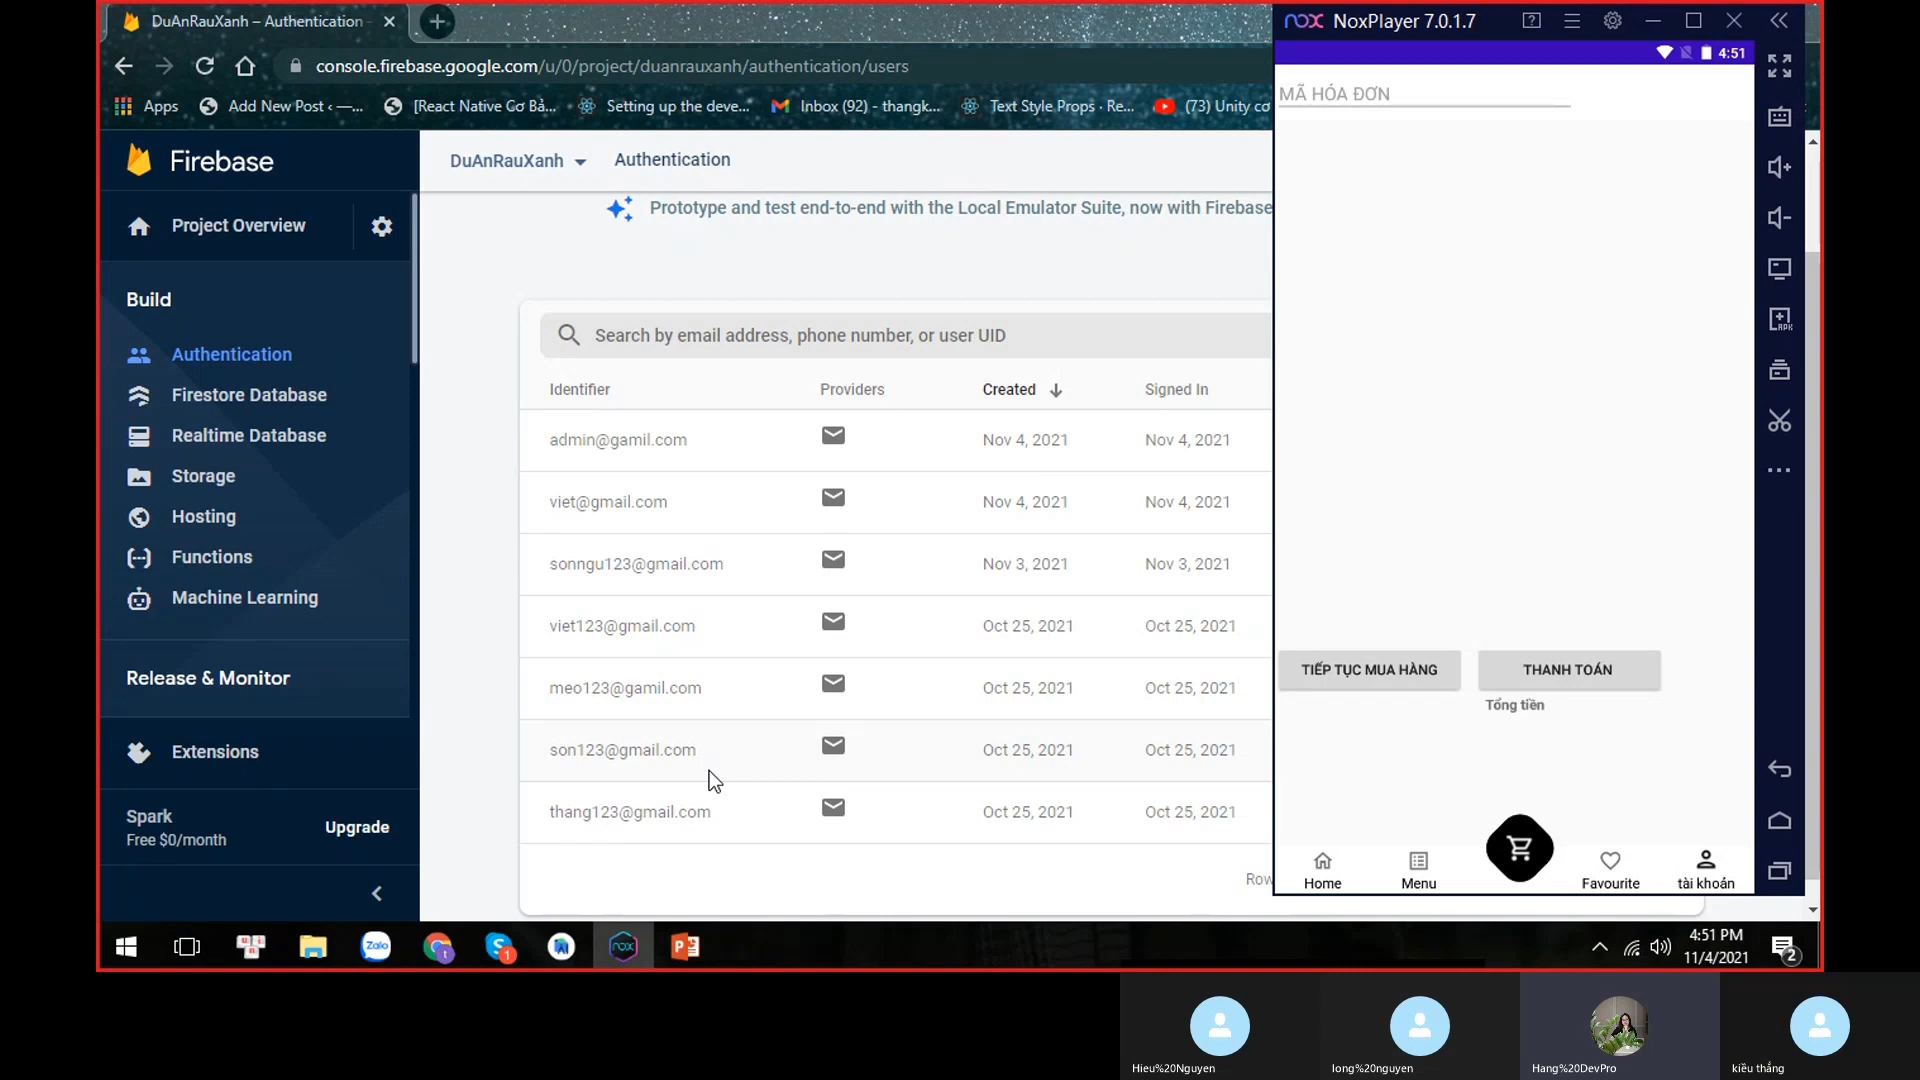 DuAnRauXanh – Authentication
NoxPlayer 7.0.1.7
console.firebase.google.com/u/0/project/duanrauxanh/authentication/users
4:51
MÃ HÓA ĐƠN
Apps
Add New Post ‹ —...
[React Native Cơ Bả...
Setting up the deve...
Inbox (92) - thangk...
Text Style Props · Re...
(73) Unity cơ
Firebase
DuAnRauXanh
Authentication
Prototype and test end-to-end with the Local Emulator Suite, now with Firebase
Project Overview
Build
Authentication
Firestore Database
Realtime Database
Storage
Hosting
Functions
Machine Learning
Release & Monitor
Extensions
Spark
Free $0/month
Upgrade
Search by email address, phone number, or user UID
Identifier Providers Created Signed In
admin@gamil.com Nov 4, 2021 Nov 4, 2021
viet@gmail.com Nov 4, 2021 Nov 4, 2021
sonngu123@gmail.com Nov 3, 2021 Nov 3, 2021
viet123@gmail.com Oct 25, 2021 Oct 25, 2021
meo123@gamil.com Oct 25, 2021 Oct 25, 2021
son123@gmail.com Oct 25, 2021 Oct 25, 2021
thang123@gmail.com Oct 25, 2021 Oct 25, 2021
Row
TIẾP TỤC MUA HÀNG
THANH TOÁN
Tổng tiền
Home
Menu
Favourite
tài khoản
APK
Zalo
nox
4:51 PM
11/4/2021
2
Hieu%20Nguyen
long%20nguyen
Hang%20DevPro
kiều thắng